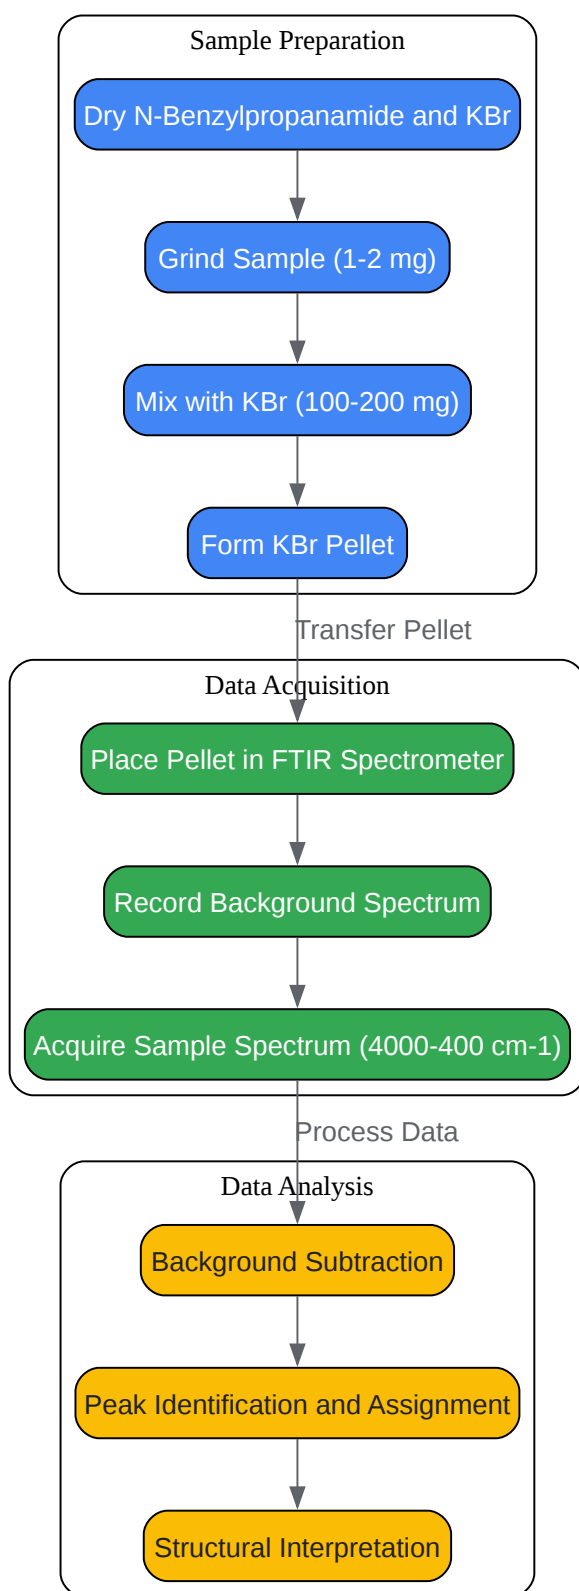 Sample Preparation
Dry N-Benzylpropanamide and KBr
Grind Sample (1-2 mg)
Mix with KBr (100-200 mg)
Form KBr Pellet
Transfer Pellet
Data Acquisition
Place Pellet in FTIR Spectrometer
Record Background Spectrum
Acquire Sample Spectrum (4000-400 cm-1)
Process Data
Data Analysis
Background Subtraction
Peak Identification and Assignment
Structural Interpretation